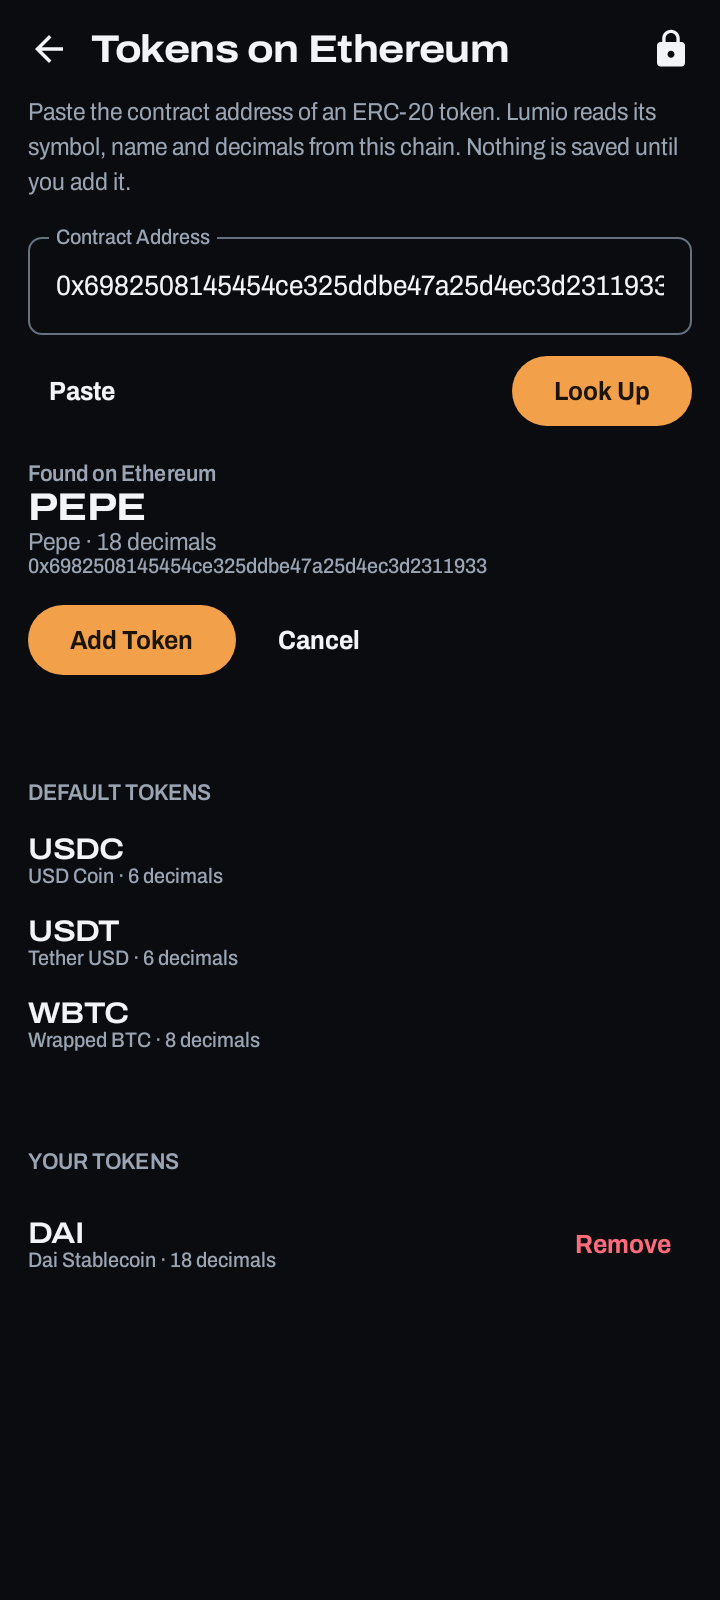 Tokens on Ethereum
Paste the contract address of an ERC-20 token. Lumio reads its
symbol, name and decimals from this chain. Nothing is saved until
you add it.
Contract Address
0x6982508145454ce325ddbe47a25d4ec3d2311933
Paste
Look Up
Found on Ethereum
PEPE
Pepe · 18 decimals
0x6982508145454ce325ddbe47a25d4ec3d2311933
Add Token
Cancel
DEFAULT TOKENS
USDC
USD Coin · 6 decimals
USDT
Tether USD · 6 decimals
WBTC
Wrapped BTC · 8 decimals
YOUR TOKENS
DAI
Dai Stablecoin · 18 decimals
Remove